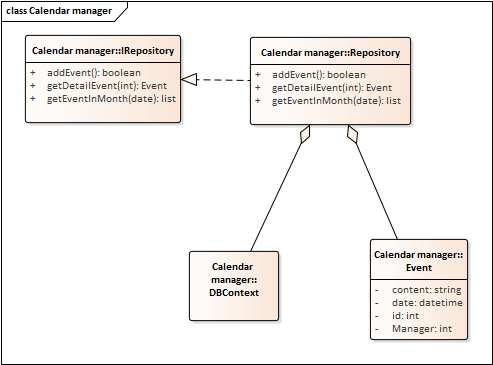 class Calendar manager
Calendar manager::IRepository
+ addEvent(): boolean
+ getDetailEvent(int): Event
+ getEventInMonth(date): list
Calendar manager::Repository
+ addEvent(): boolean
+ getDetailEvent(int): Event
+ getEventInMonth(date): list
Calendar
manager::
DBContext
Calendar manager::
Event
- content: string
- date: datetime
- id: int
- Manager: int